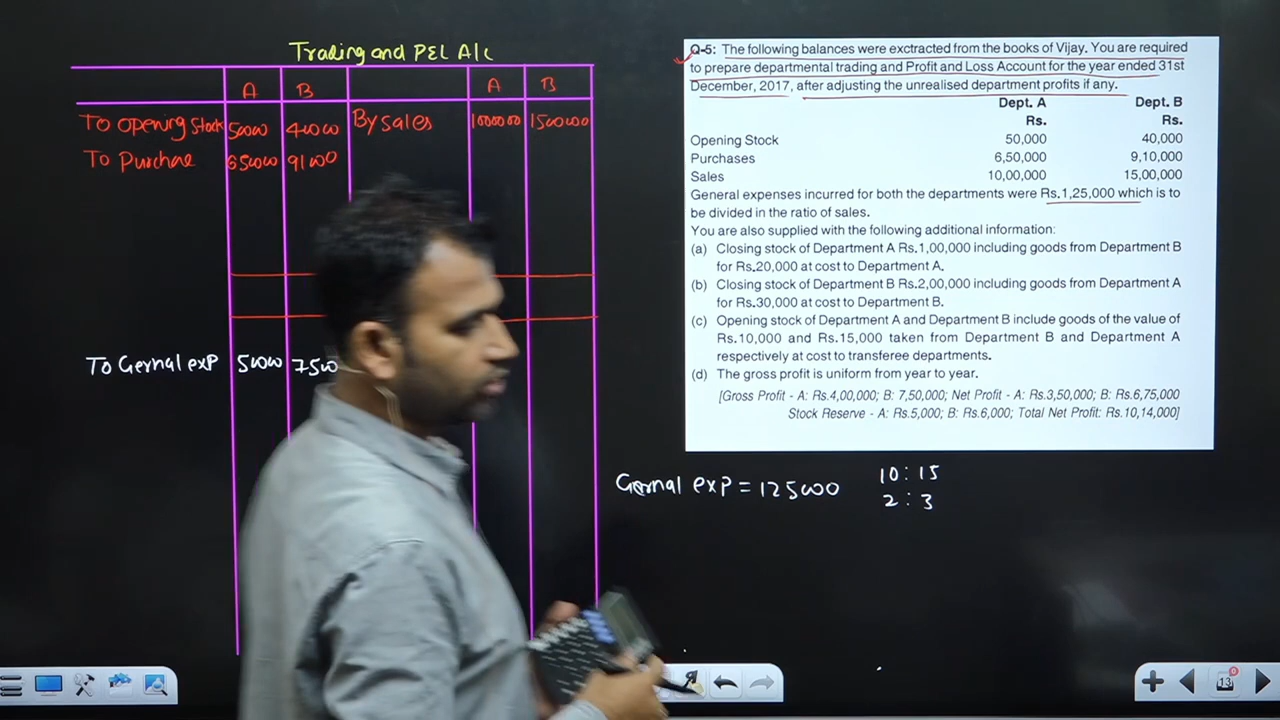 Trading and P&L A/c
A B A B
To Opening Stock 50000 40000 By Sales 1000000 1500000
To Purchase 650000 9100
To Gernal exp 50000 7500
Q-5: The following balances were exctracted from the books of Vijay. You are required
to prepare departmental trading and Profit and Loss Account for the year ended 31st
December, 2017, after adjusting the unrealised department profits if any.
Dept. A Dept. B
Rs. Rs.
Opening Stock 50,000 40,000
Purchases 6,50,000 9,10,000
Sales 10,00,000 15,00,000
General expenses incurred for both the departments were Rs.1,25,000 which is to
be divided in the ratio of sales.
You are also supplied with the following additional information:
(a) Closing stock of Department A Rs.1,00,000 including goods from Department B
for Rs.20,000 at cost to Department A.
(b) Closing stock of Department B Rs.2,00,000 including goods from Department A
for Rs.30,000 at cost to Department B.
(c) Opening stock of Department A and Department B include goods of the value of
Rs.10,000 and Rs.15,000 taken from Department B and Department A
respectively at cost to transferee departments.
(d) The gross profit is uniform from year to year.
[Gross Profit - A: Rs.4,00,000; B: 7,50,000; Net Profit - A: Rs.3,50,000; B: Rs.6,75,000
Stock Reserve - A: Rs.5,000; B: Rs.6,000; Total Net Profit: Rs.10,14,000]
Gernal exp = 125000 10:15
2:3
13